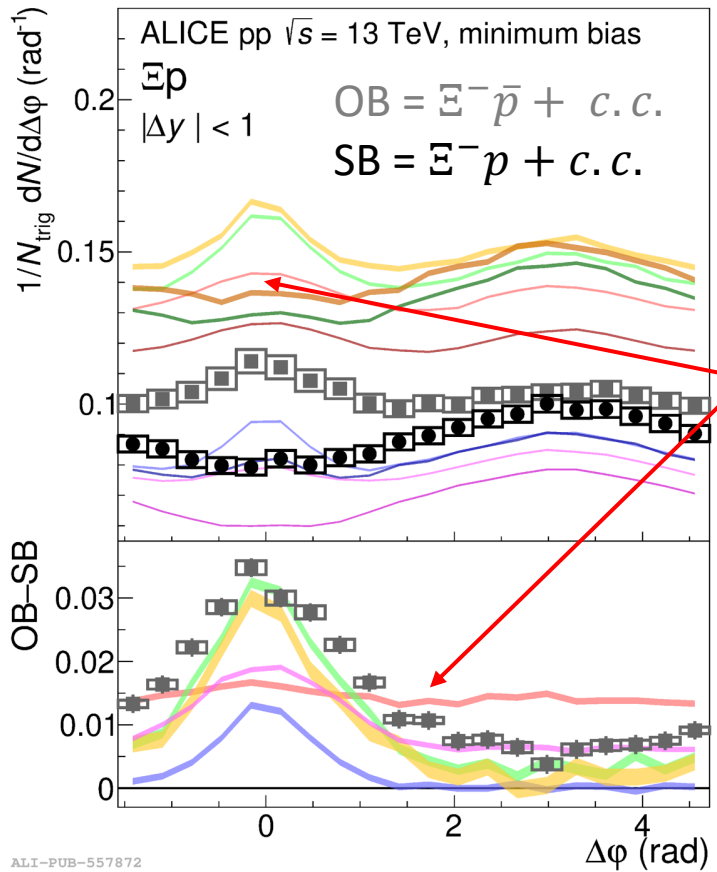 ALICE pp √s = 13 TeV, minimum bias
Ξp
|Δy| < 1
OB = Ξ⁻p̄ + c.c.
SB = Ξ⁻p + c.c.
1/N_trig dN/dΔφ (rad⁻¹)
0.2
0.15
0.1
OB−SB
0.03
0.02
0.01
0
0 2 4
Δφ (rad)
ALI-PUB-557872